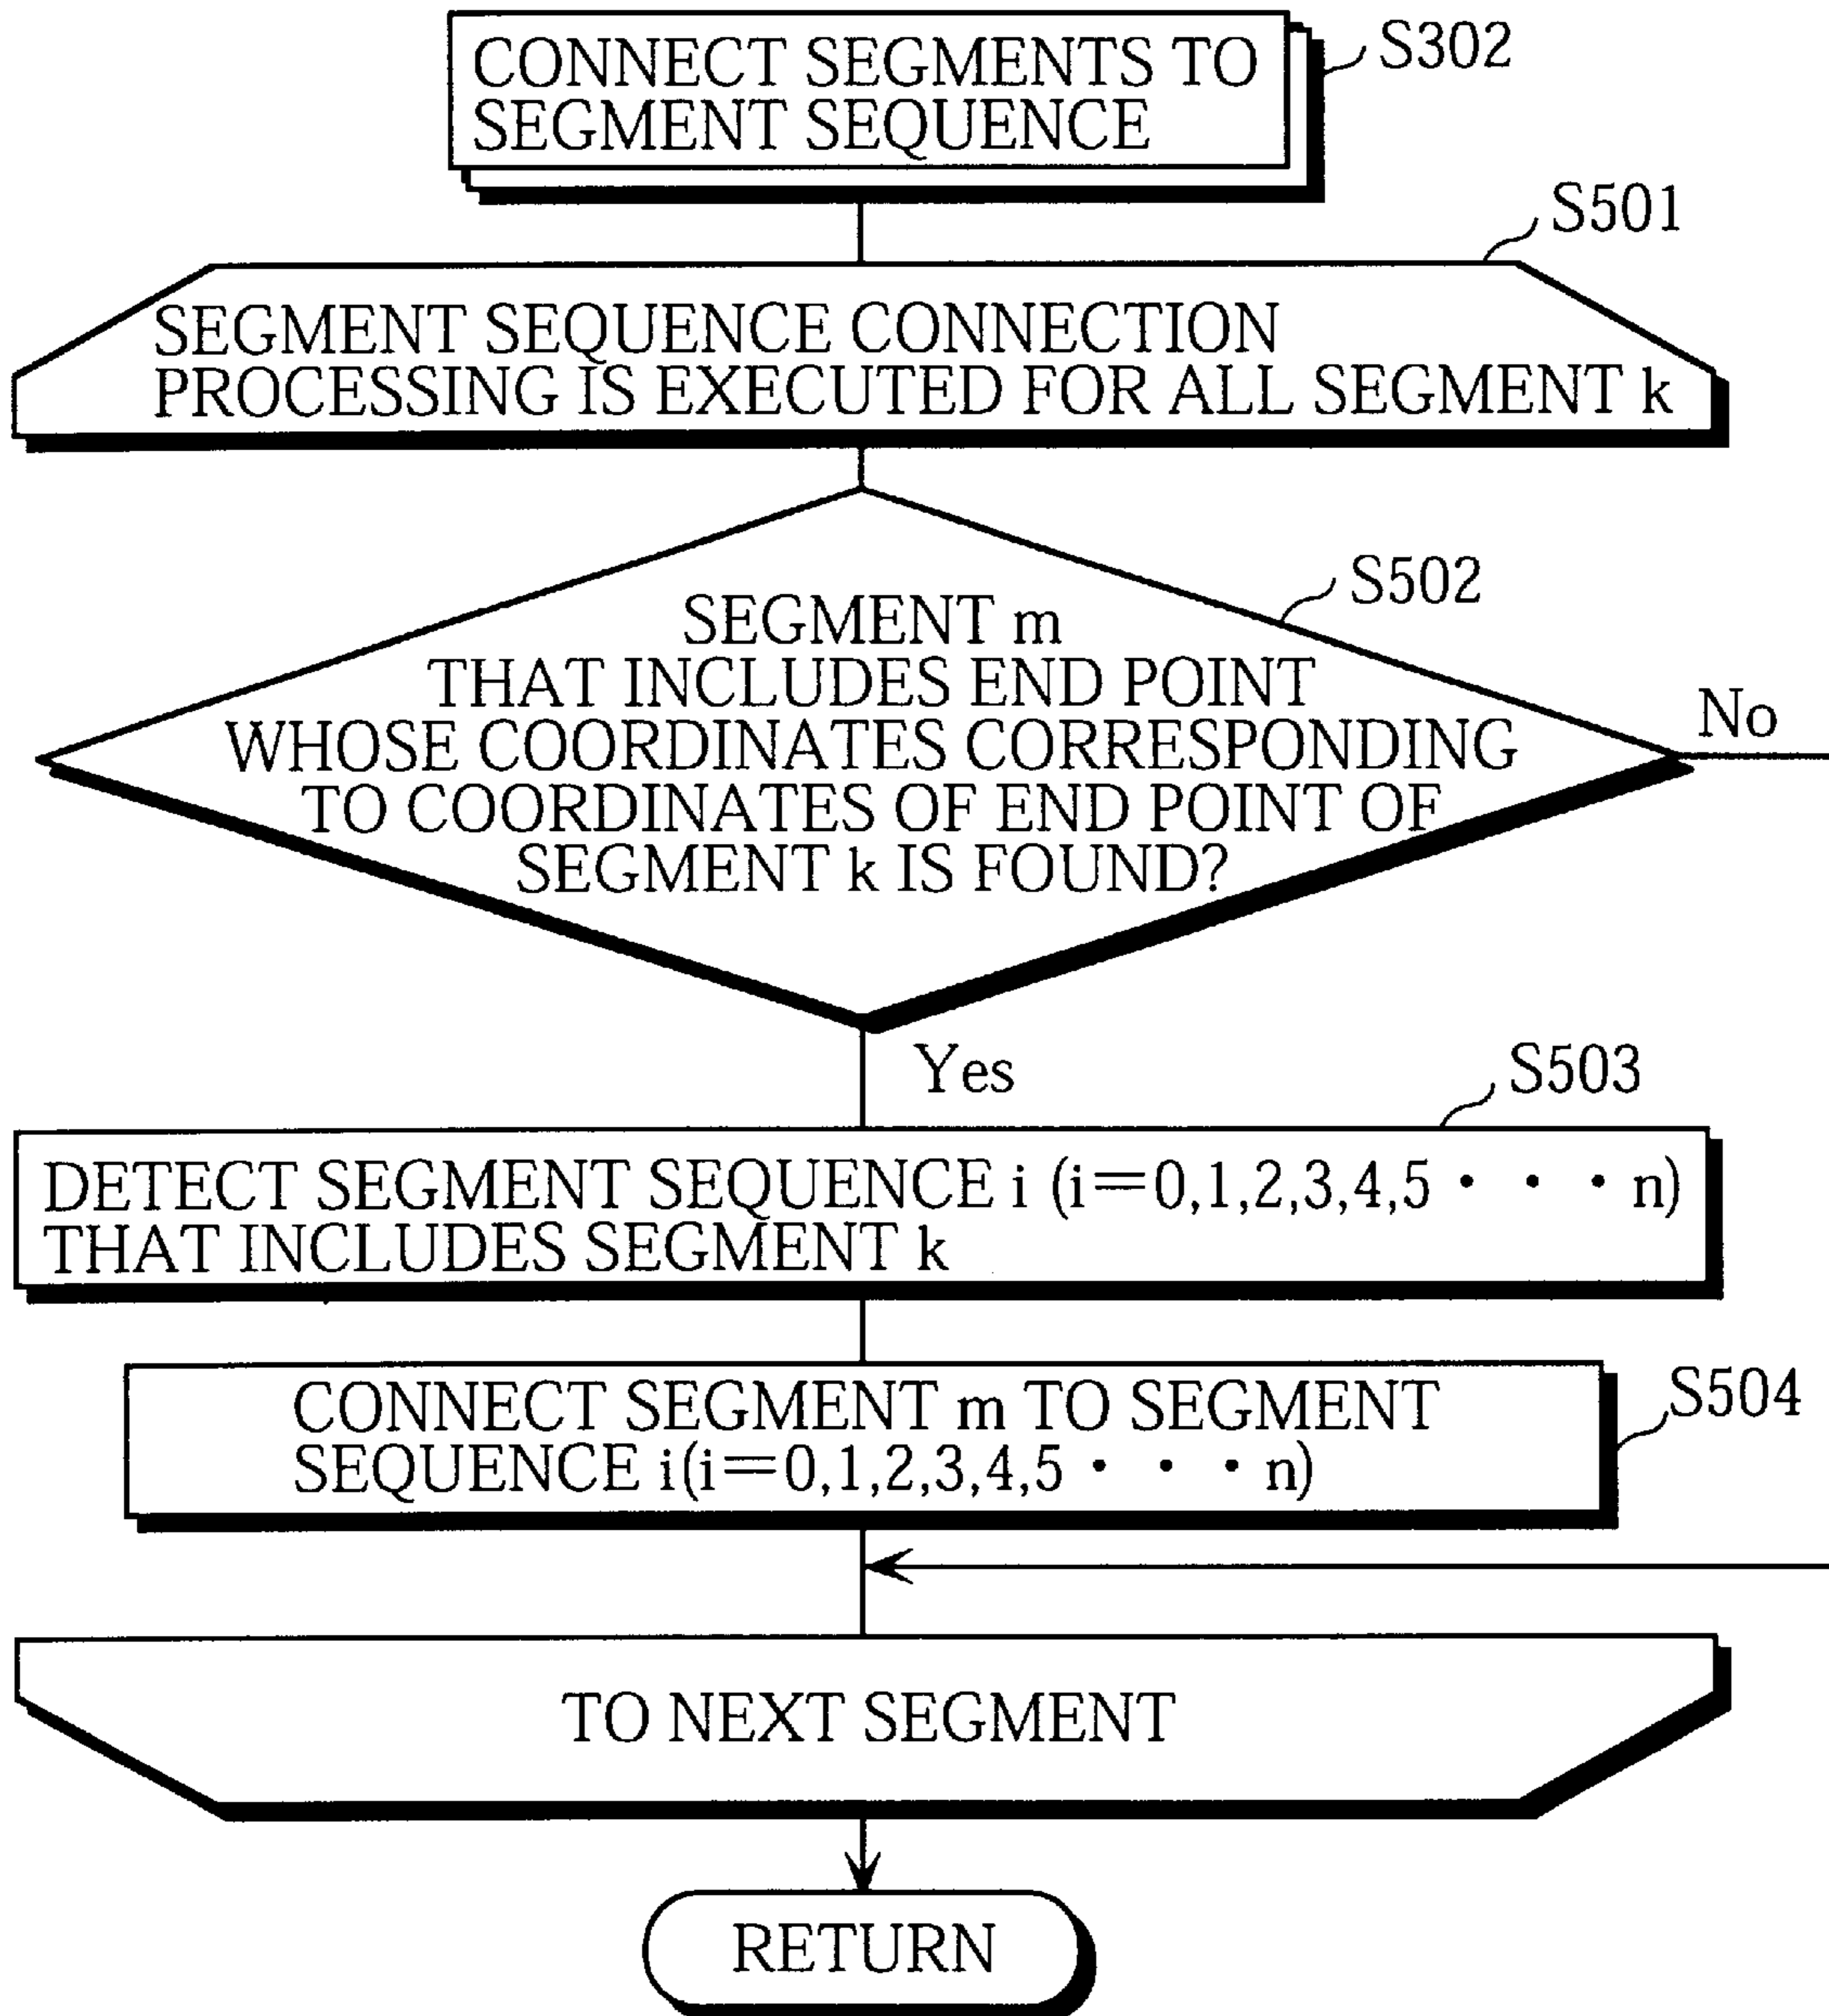 CONNECT SEGMENTS TO
SEGMENT SEQUENCE
S302
S501
SEGMENT SEQUENCE CONNECTION
PROCESSING IS EXECUTED FOR ALL SEGMENT k
S502
SEGMENT m
THAT INCLUDES END POINT
WHOSE COORDINATES CORRESPONDING
TO COORDINATES OF END POINT OF
SEGMENT k IS FOUND?
No
Yes
S503
DETECT SEGMENT SEQUENCE i (i=0,1,2,3,4,5 · · · n)
THAT INCLUDES SEGMENT k
CONNECT SEGMENT m TO SEGMENT
SEQUENCE i(i=0,1,2,3,4,5 · · · n)
S504
TO NEXT SEGMENT
RETURN